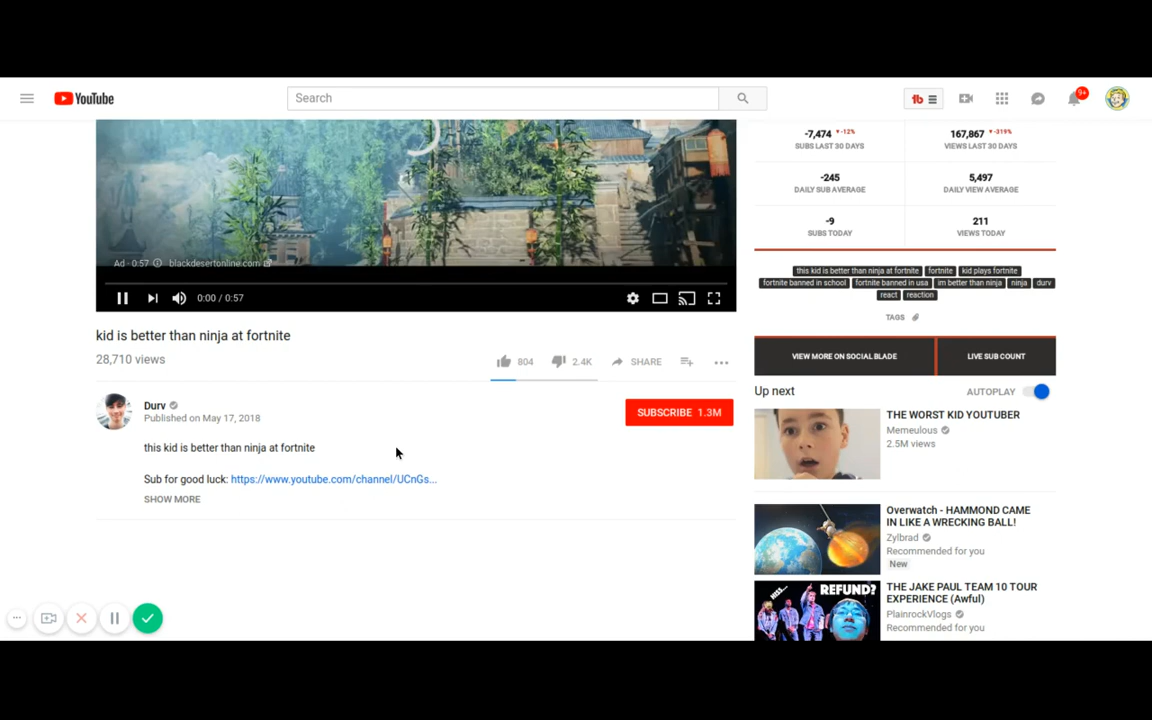 YouTube
Search
9+
Ad · 0:57 blackdesertonline.com
0:00 / 0:57
kid is better than ninja at fortnite
28,710 views
804
2.4K
SHARE
Durv
Published on May 17, 2018
SUBSCRIBE 1.3M
this kid is better than ninja at fortnite
Sub for good luck: https://www.youtube.com/channel/UCnGs...
SHOW MORE
-7,474 -12%
SUBS LAST 30 DAYS
167,867 -319%
VIEWS LAST 30 DAYS
-245
DAILY SUB AVERAGE
5,497
DAILY VIEW AVERAGE
-9
SUBS TODAY
211
VIEWS TODAY
this kid is better than ninja at fortnite fortnite kid plays fortnite
fortnite banned in school fortnite banned in usa im better than ninja ninja durv
react reaction
TAGS
VIEW MORE ON SOCIAL BLADE
LIVE SUB COUNT
Up next
AUTOPLAY
THE WORST KID YOUTUBER
Memeulous
2.5M views
Overwatch - HAMMOND CAME
IN LIKE A WRECKING BALL!
Zylbrad
Recommended for you
New
MISS...
REFUND?
THE JAKE PAUL TEAM 10 TOUR
EXPERIENCE (Awful)
PlainrockVlogs
Recommended for you